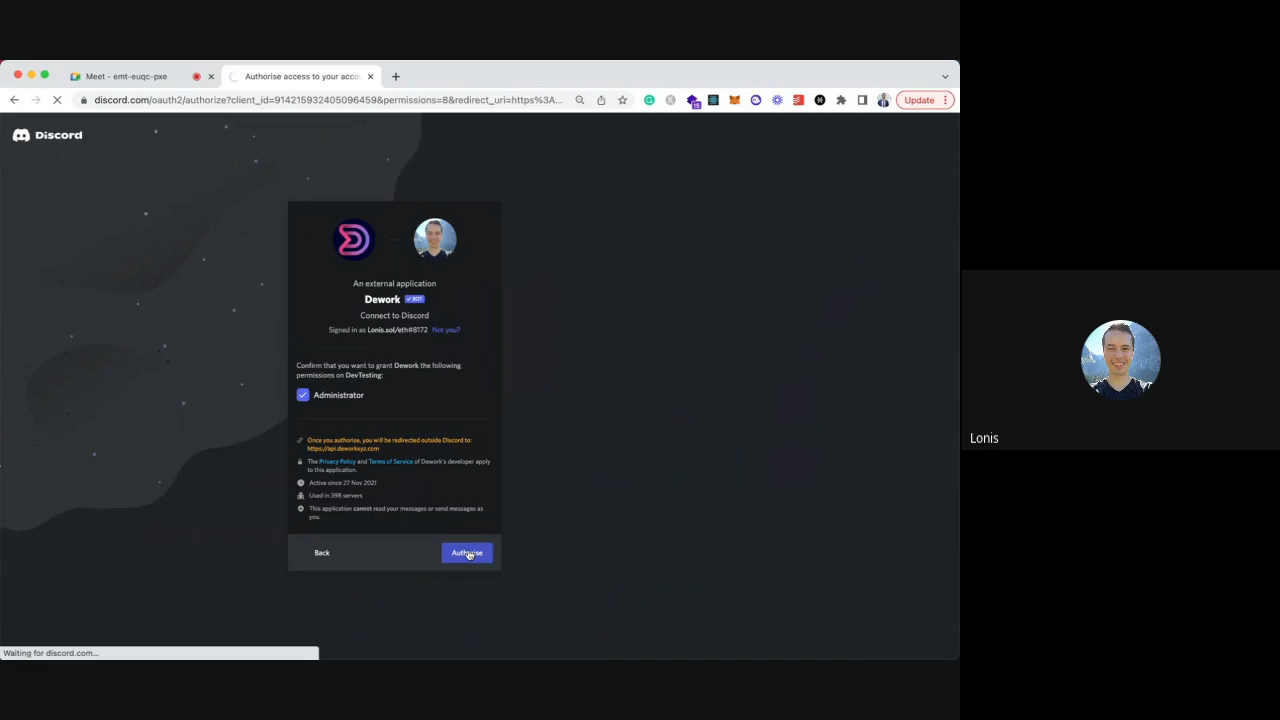 Meet - emt-euqc-pxe
Authorise access to your acco
discord.com/oauth2/authorize?client_id=914215932405096459&permissions=8&redirect_uri=https%3A...
Update
Discord
An external application
Dework BOT
Connect to Discord
Signed in as Lonis.sol/eth#8172 Not you?
Confirm that you want to grant Dework the following
permissions on DevTesting:
Administrator
Once you authorise, you will be redirected outside Discord to:
https://api.deworkxyz.com
The Privacy Policy and Terms of Service of Dework's developer apply
to this application.
Active since 27 Nov 2021
Used in 398 servers
This application cannot read your messages or send messages as
you.
Back
Authorise
Waiting for discord.com...
Lonis